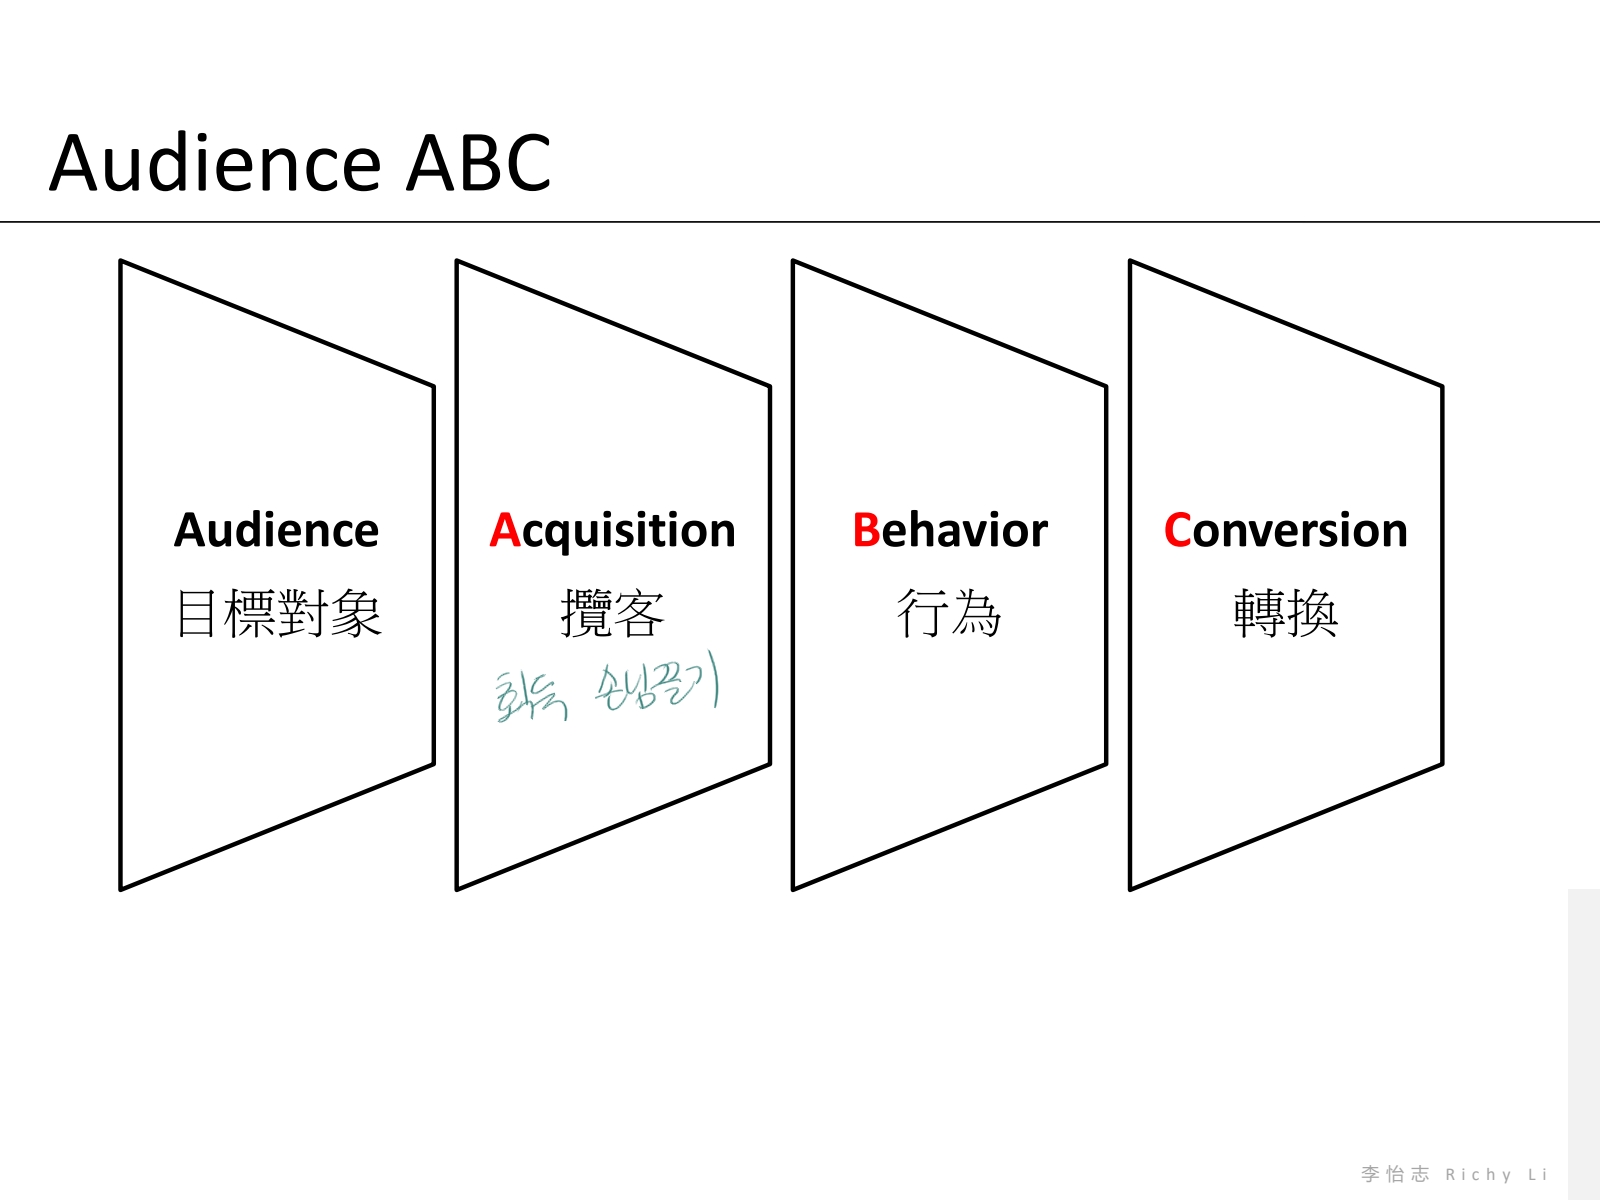 Audience ABC
Audience
目標對象
Acquisition
攬客
획득 손님끌기
Behavior
行為
Conversion
轉換
李怡志 Richy Li